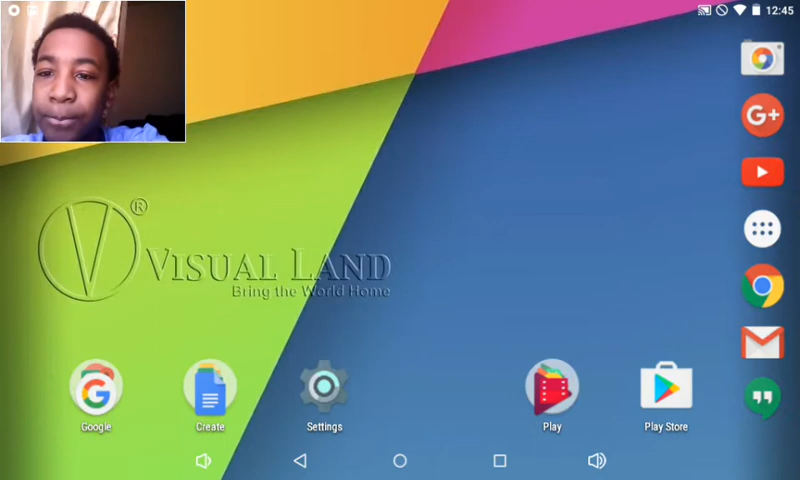 12:45
G+
V®
VISUAL LAND
Bring the World Home
G
Google
Create
Settings
Play
Play Store